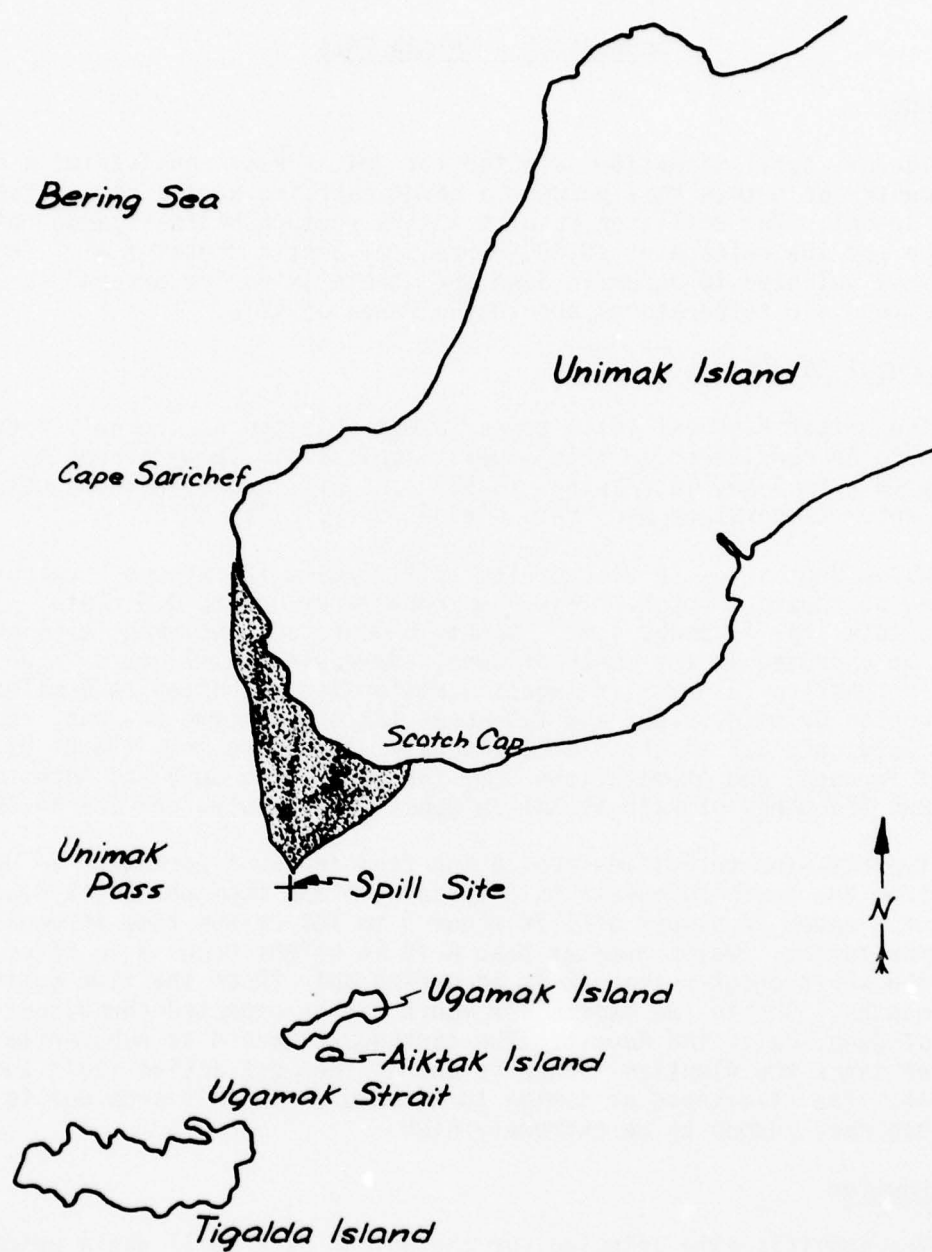 Bering Sea
Unimak Island
Cape Sarichef
Scotch Cap
Unimak
Pass
Spill Site
N
Ugamak Island
Aiktak Island
Ugamak Strait
Tigalda Island